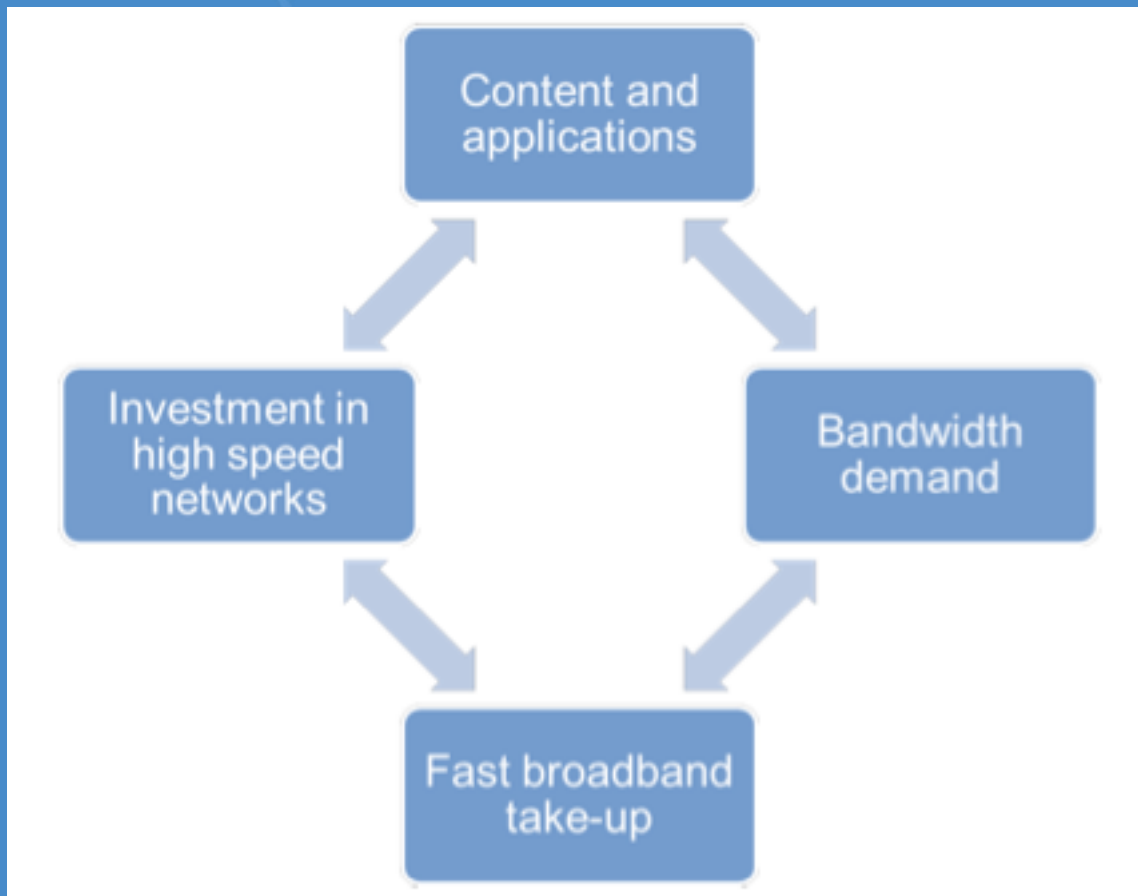 Content and
applications
Investment in
high speed
networks
Bandwidth
demand
Fast broadband
take-up